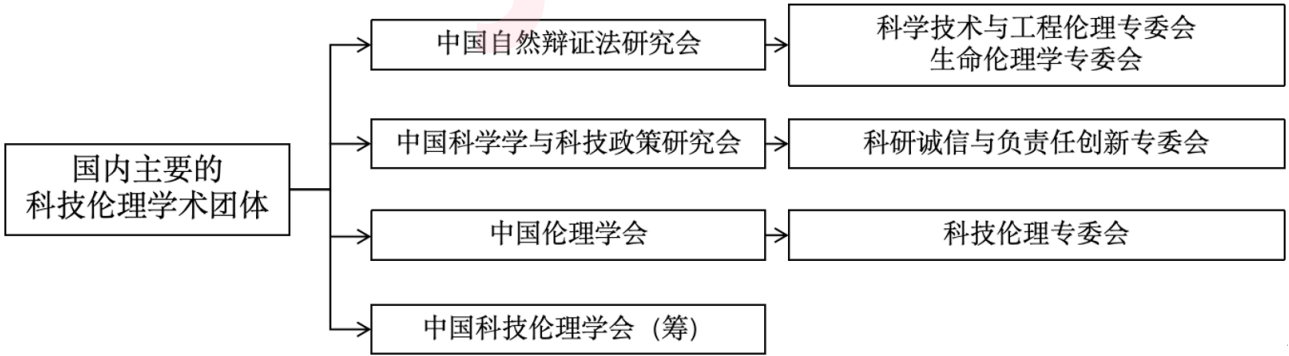 国内主要的
科技伦理学术团体
中国自然辩证法研究会
科学技术与工程伦理专委会
生命伦理学专委会
中国科学学与科技政策研究会
科研诚信与负责任创新专委会
中国伦理学会
科技伦理专委会
中国科技伦理学会（筹）